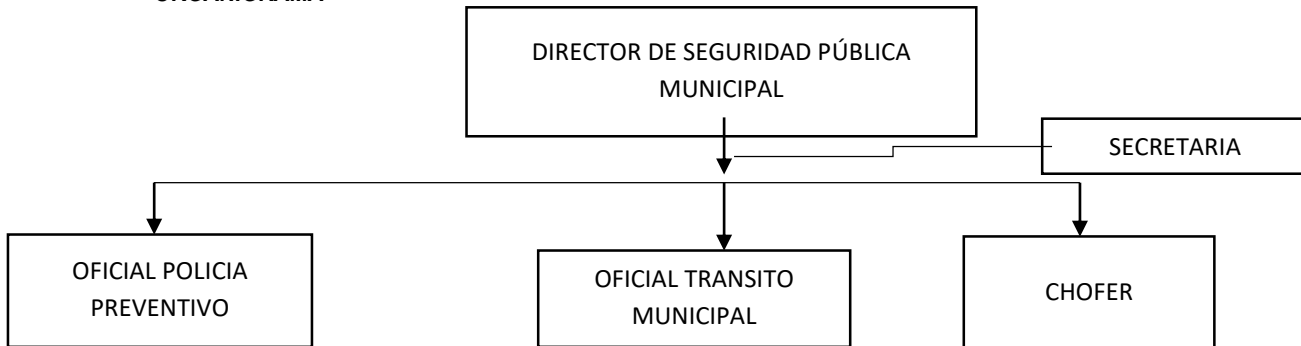 DIRECTOR DE SEGURIDAD PÚBLICA
MUNICIPAL
SECRETARIA
OFICIAL POLICIA
PREVENTIVO
OFICIAL TRANSITO
MUNICIPAL
CHOFER